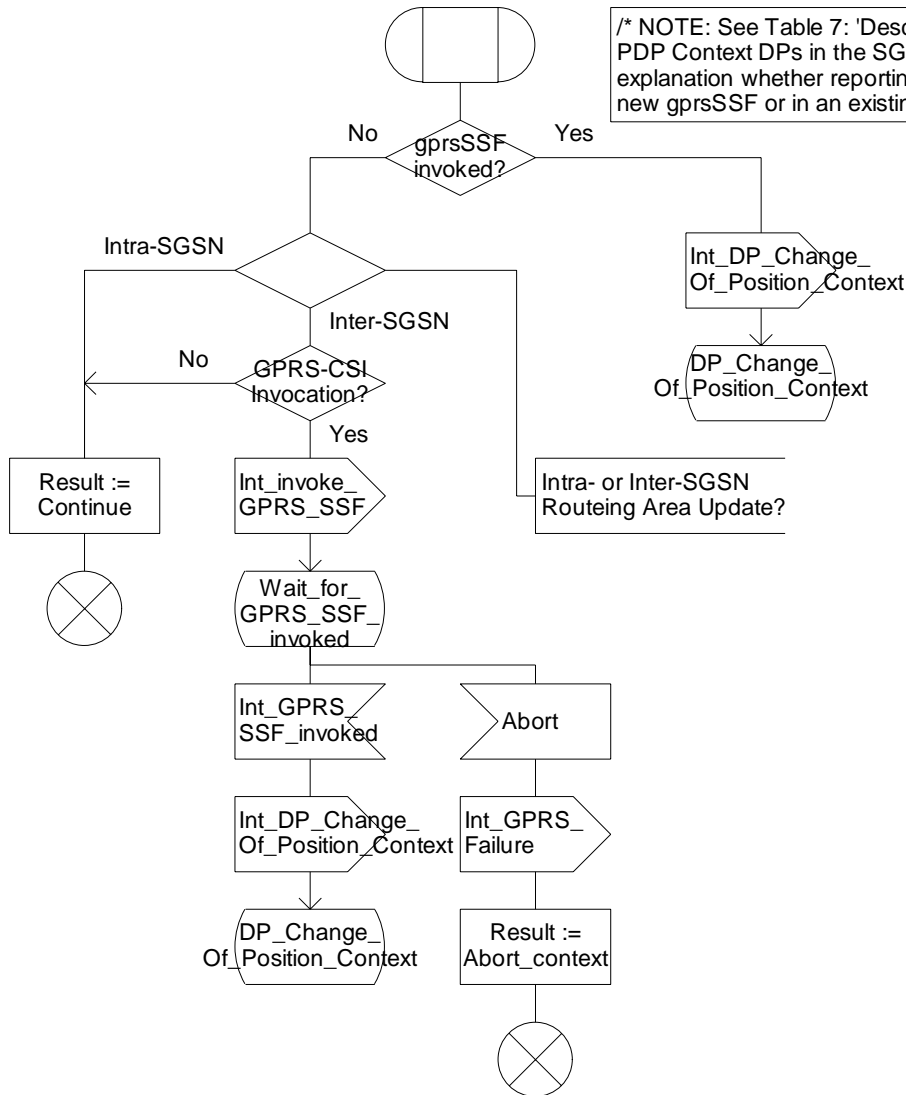 /* NOTE: See Table 7: 'Desc
PDP Context DPs in the SG
explanation whether reportin
new gprsSSF or in an existin
No
gprsSSF
invoked?
Yes
Intra-SGSN
Int_DP_Change_
Of_Position_Context
Inter-SGSN
DP_Change_
Of_Position_Context
No
GPRS-CSI
Invocation?
Yes
Result :=
Continue
Int_invoke_
GPRS_SSF
Intra- or Inter-SGSN
Routeing Area Update?
Wait_for_
GPRS_SSF_
invoked
Int_GPRS_
SSF_invoked
Abort
Int_DP_Change_
Of_Position_Context
Int_GPRS_
Failure
DP_Change_
Of_Position_Context
Result :=
Abort_context